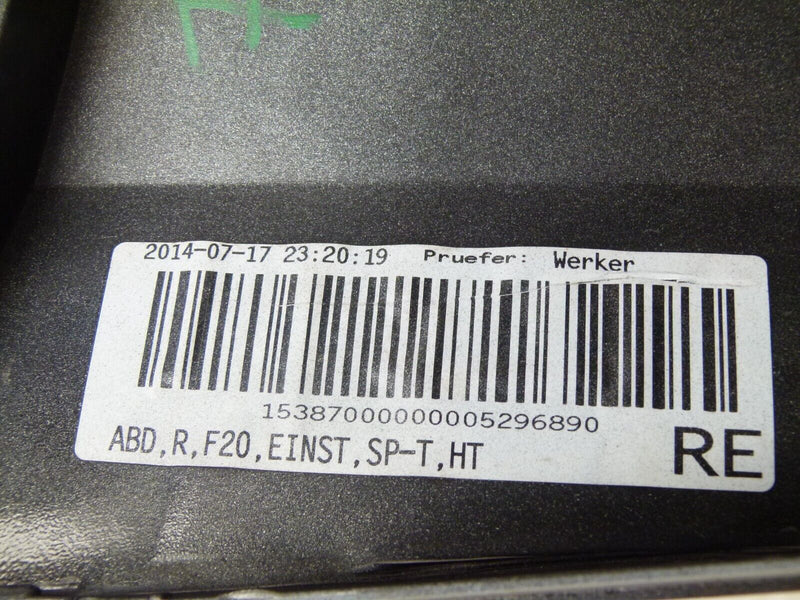 2014-07-17 23:20:19 Pruefer: Werker
15387000000005296890
ABD,R,F20,EINST,SP-T,HT
RE